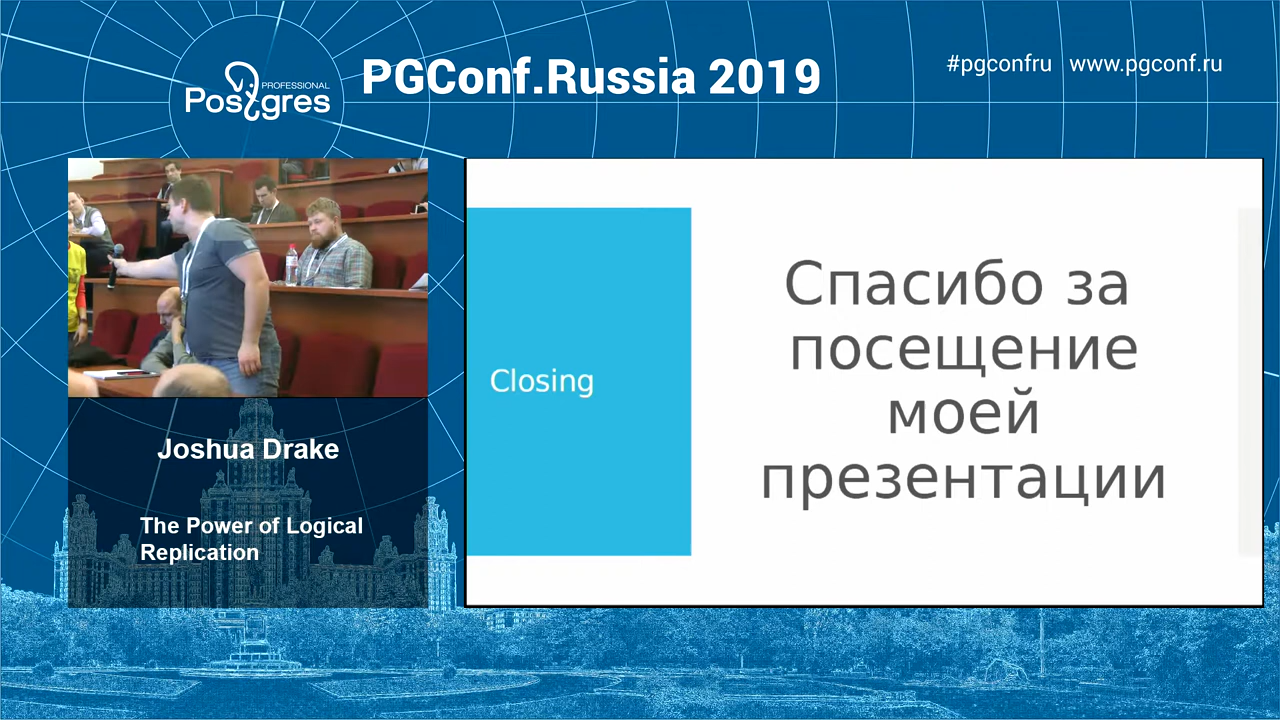 PROFESSIONAL
Postgres
PGConf.Russia 2019
#pgconfru www.pgconf.ru
Joshua Drake
The Power of Logical
Replication
Closing
Спасибо за
посещение
моей
презентации